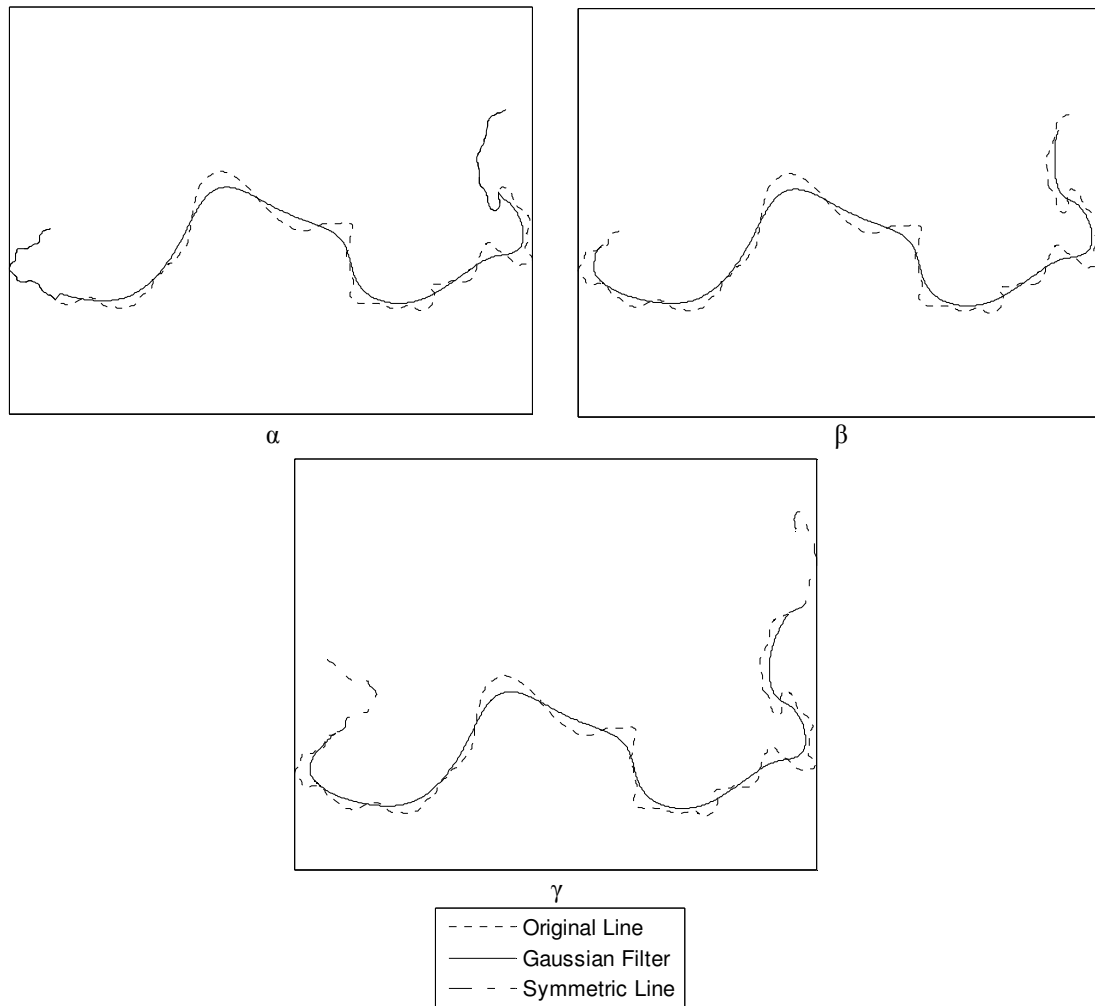 α
β
γ
Original Line
Gaussian Filter
Symmetric Line